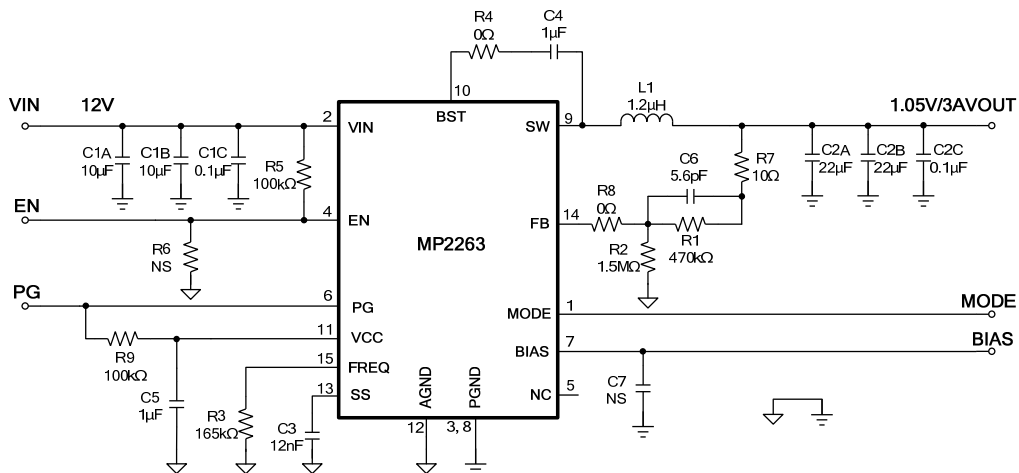 R4
0Ω
C4
1µF
10
BST
VIN
12V
2
VIN
C1A
10µF
C1B
10µF
C1C
0.1µF
R5
100kΩ
EN
4
EN
R6
NS
PG
6
PG
R9
100kΩ
11
VCC
C5
1µF
15
FREQ
R3
165kΩ
13
SS
C3
12nF
MP2263
AGND
12
PGND
3, 8
SW
9
L1
1.2µH
1.05V/3AVOUT
C2A
22µF
C2B
22µF
C2C
0.1µF
R7
10Ω
C6
5.6pF
R8
0Ω
FB
14
R1
470kΩ
R2
1.5MΩ
MODE
1
MODE
BIAS
7
BIAS
C7
NS
NC
5